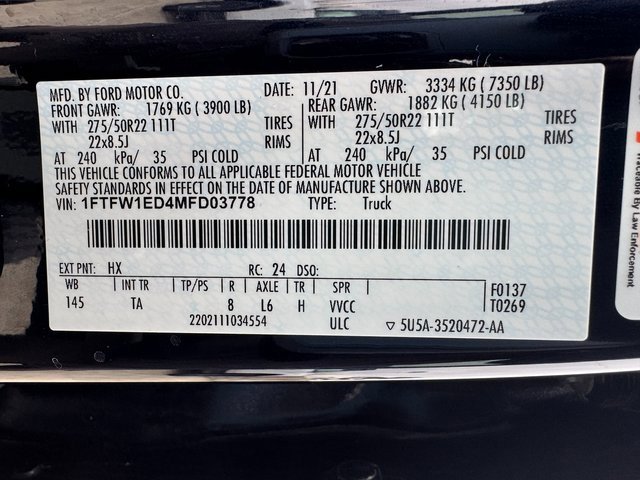 MFD. BY FORD MOTOR CO. DATE: 11/21 GVWR: 3334 KG ( 7350 LB)
FRONT GAWR: 1769 KG ( 3900 LB) REAR GAWR: 1882 KG ( 4150 LB)
WITH 275/50R22 111T TIRES WITH 275/50R22 111T TIRES
22x8.5J RIMS 22x8.5J RIMS
AT 240 kPa/ 35 PSI COLD AT 240 kPa/ 35 PSI COLD
THIS VEHICLE CONFORMS TO ALL APPLICABLE FEDERAL MOTOR VEHICLE
SAFETY STANDARDS IN EFFECT ON THE DATE OF MANUFACTURE SHOWN ABOVE.
VIN: 1FTFW1ED4MFD03778 TYPE: Truck
EXT PNT: HX RC: 24 DSO:
WB INT TR TP/PS R AXLE TR SPR F0137
145 TA 8 L6 H VVCC T0269
2202111034554 ULC ▽ 5U5A-3520472-AA
Traceable By Law Enforcement